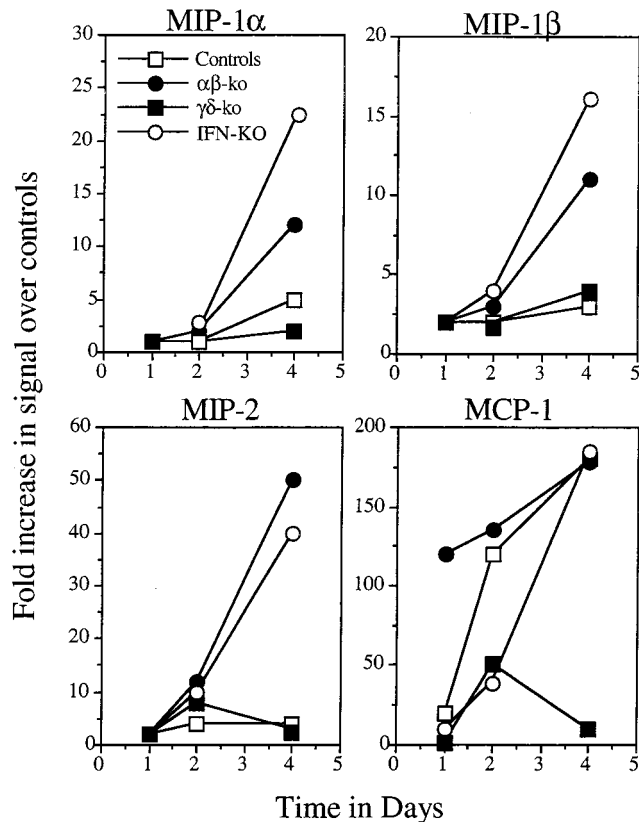 MIP-1α
MIP-1β
30
25
20
15
10
5
0
Controls
αβ-ko
γδ-ko
IFN-KO
0 1 2 3 4 5
20
15
10
5
0
0 1 2 3 4 5
MIP-2
MCP-1
60
50
40
30
20
10
0
0 1 2 3 4 5
200
150
100
50
0
0 1 2 3 4 5
Fold increase in signal over controls
Time in Days